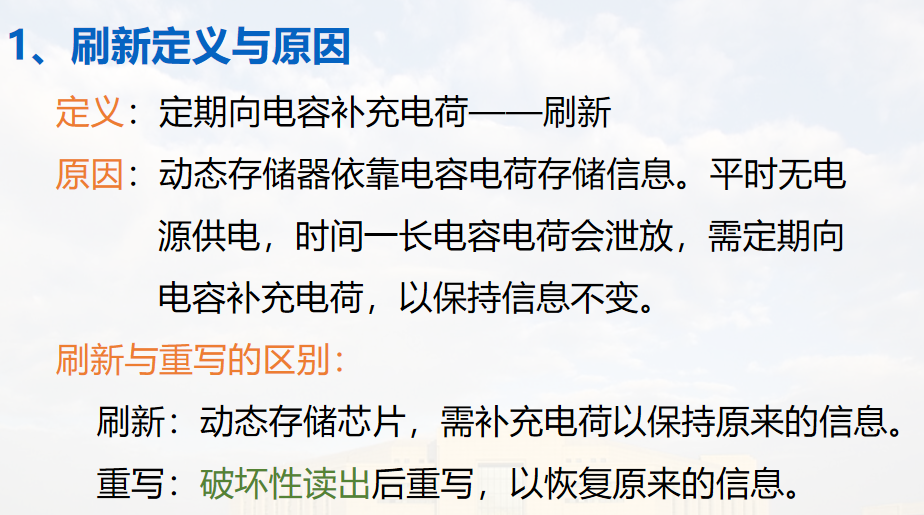 1、刷新定义与原因
定义：定期向电容补充电荷——刷新
原因：动态存储器依靠电容电荷存储信息。平时无电
源供电，时间一长电容电荷会泄放，需定期向
电容补充电荷，以保持信息不变。
刷新与重写的区别：
刷新：动态存储芯片，需补充电荷以保持原来的信息。
重写：破坏性读出后重写，以恢复原来的信息。